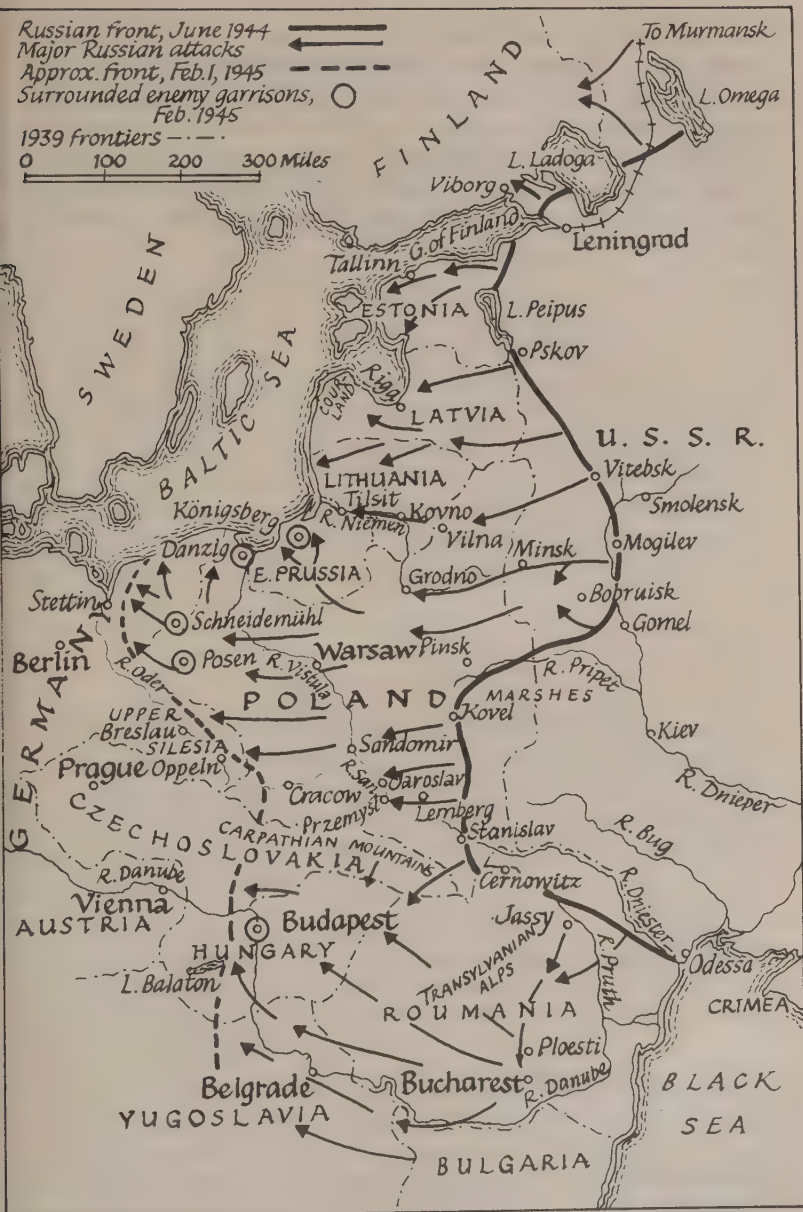 Russian front, June 1944
Major Russian attacks
Approx. front, Feb. 1, 1945
Surrounded enemy garrisons,
Feb. 1945
1939 frontiers
0 100 200 300 Miles
To Murmansk
L. Omega
FINLAND
L. Ladoga
Viborg
G. of Finland
Leningrad
Tallinn
SWEDEN
ESTONIA
L. Peipus
Pskov
BALTIC SEA
Riga
COUR-
LAND
LATVIA
U.S.S.R.
LITHUANIA
Vitebsk
Smolensk
Tilsit
Königsberg
R. Niemen
Kovno
Vilna
Danzig
Minsk
Mogilev
E. PRUSSIA
Grodno
Bobruisk
Stettin
Schneidemühl
Gomel
Berlin
Posen
R. Vistula
Warsaw
Pinsk
R. Oder
R. Pripet
GERMANY
POLAND
MARSHES
Kovel
UPPER
Breslau
SILESIA
Kiev
Sandomir
Prague
Oppeln
R. San
Jaroslav
Cracow
R. Dnieper
Przemysl
Lemberg
CZECHOSLOVAKIA
CARPATHIAN MOUNTAINS
Stanislav
R. Bug
R. Danube
Cernowitz
R. Dniester
Vienna
AUSTRIA
Budapest
Jassy
HUNGARY
TRANSYLVANIAN
ALPS
R. Pruth
Odessa
L. Balaton
CRIMEA
ROUMANIA
Ploesti
Belgrade
Bucharest
R. Danube
BLACK
SEA
YUGOSLAVIA
BULGARIA